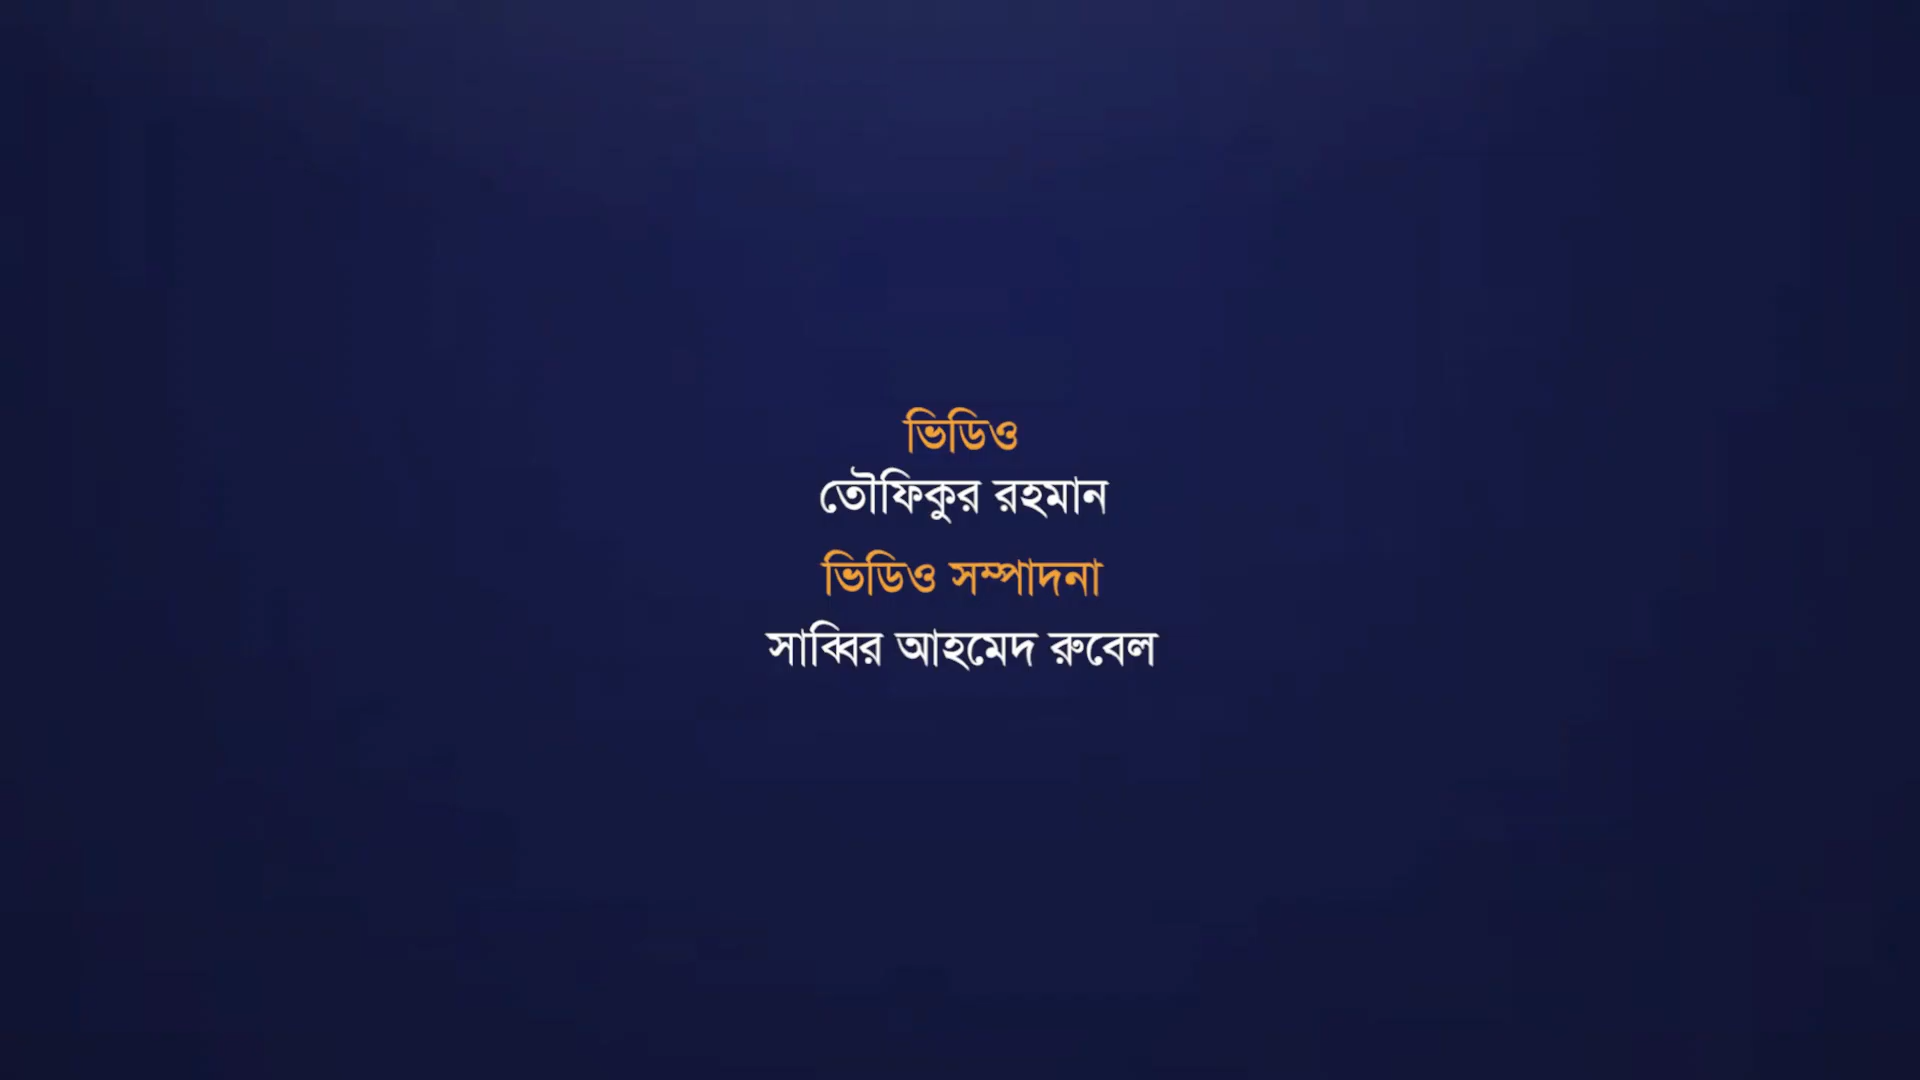 ভিডিও
তৌফিকুর রহমান
ভিডিও সম্পাদনা
সাব্বির আহমেদ রুবেল